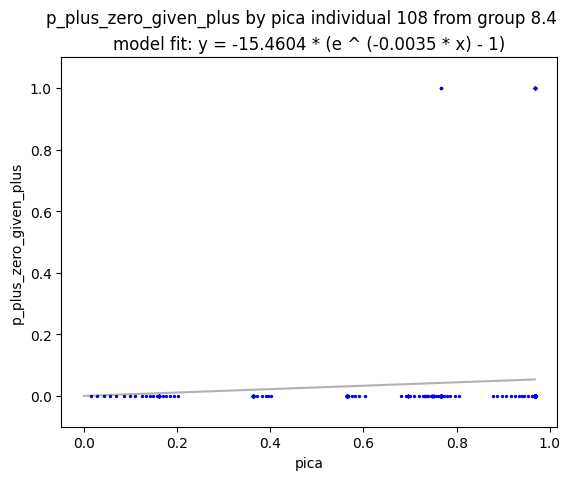 p_plus_zero_given_plus by pica individual 108 from group 8.4
model fit: y = -15.4604 * (e ^ (-0.0035 * x) - 1)
1.0
0.8
0.6
0.4
0.2
0.0
p_plus_zero_given_plus
0.0 0.2 0.4 0.6 0.8 1.0
pica